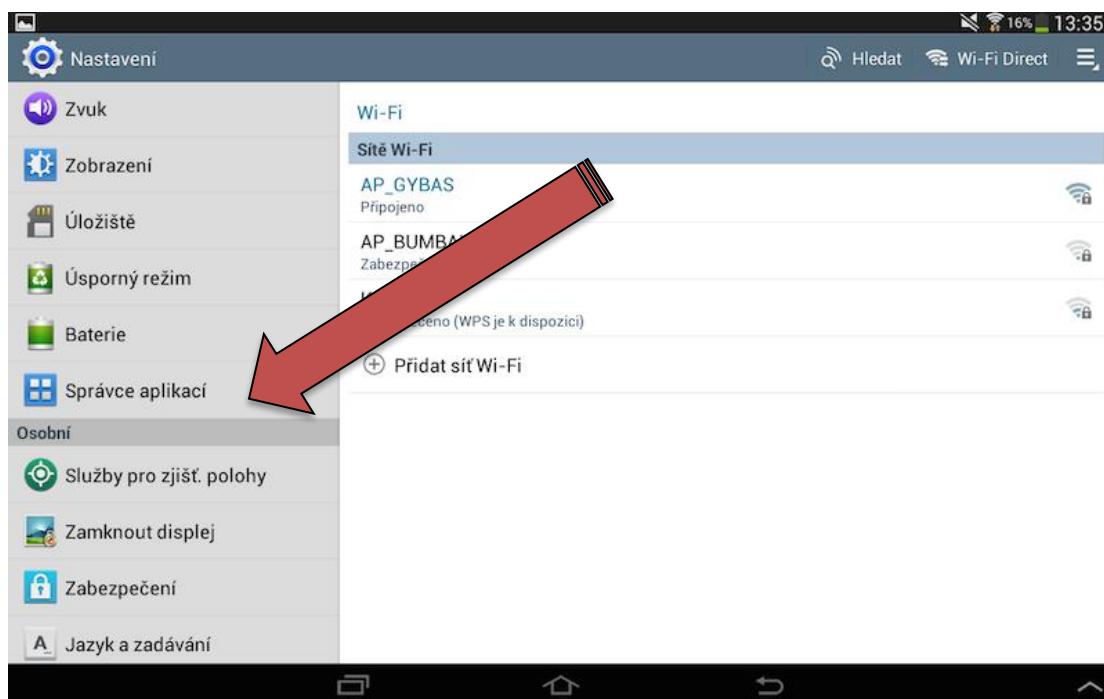 16% 13:35
Nastavení
Hledat
Wi-Fi Direct
Zvuk
Zobrazení
Úložiště
Úsporný režim
Baterie
Správce aplikací
Osobní
Služby pro zjišť. polohy
Zamknout displej
Zabezpečení
Jazyk a zadávání
Wi-Fi
Sítě Wi-Fi
AP_GYBAS
Připojeno
(WPS je k dispozici)
Přidat síť Wi-Fi